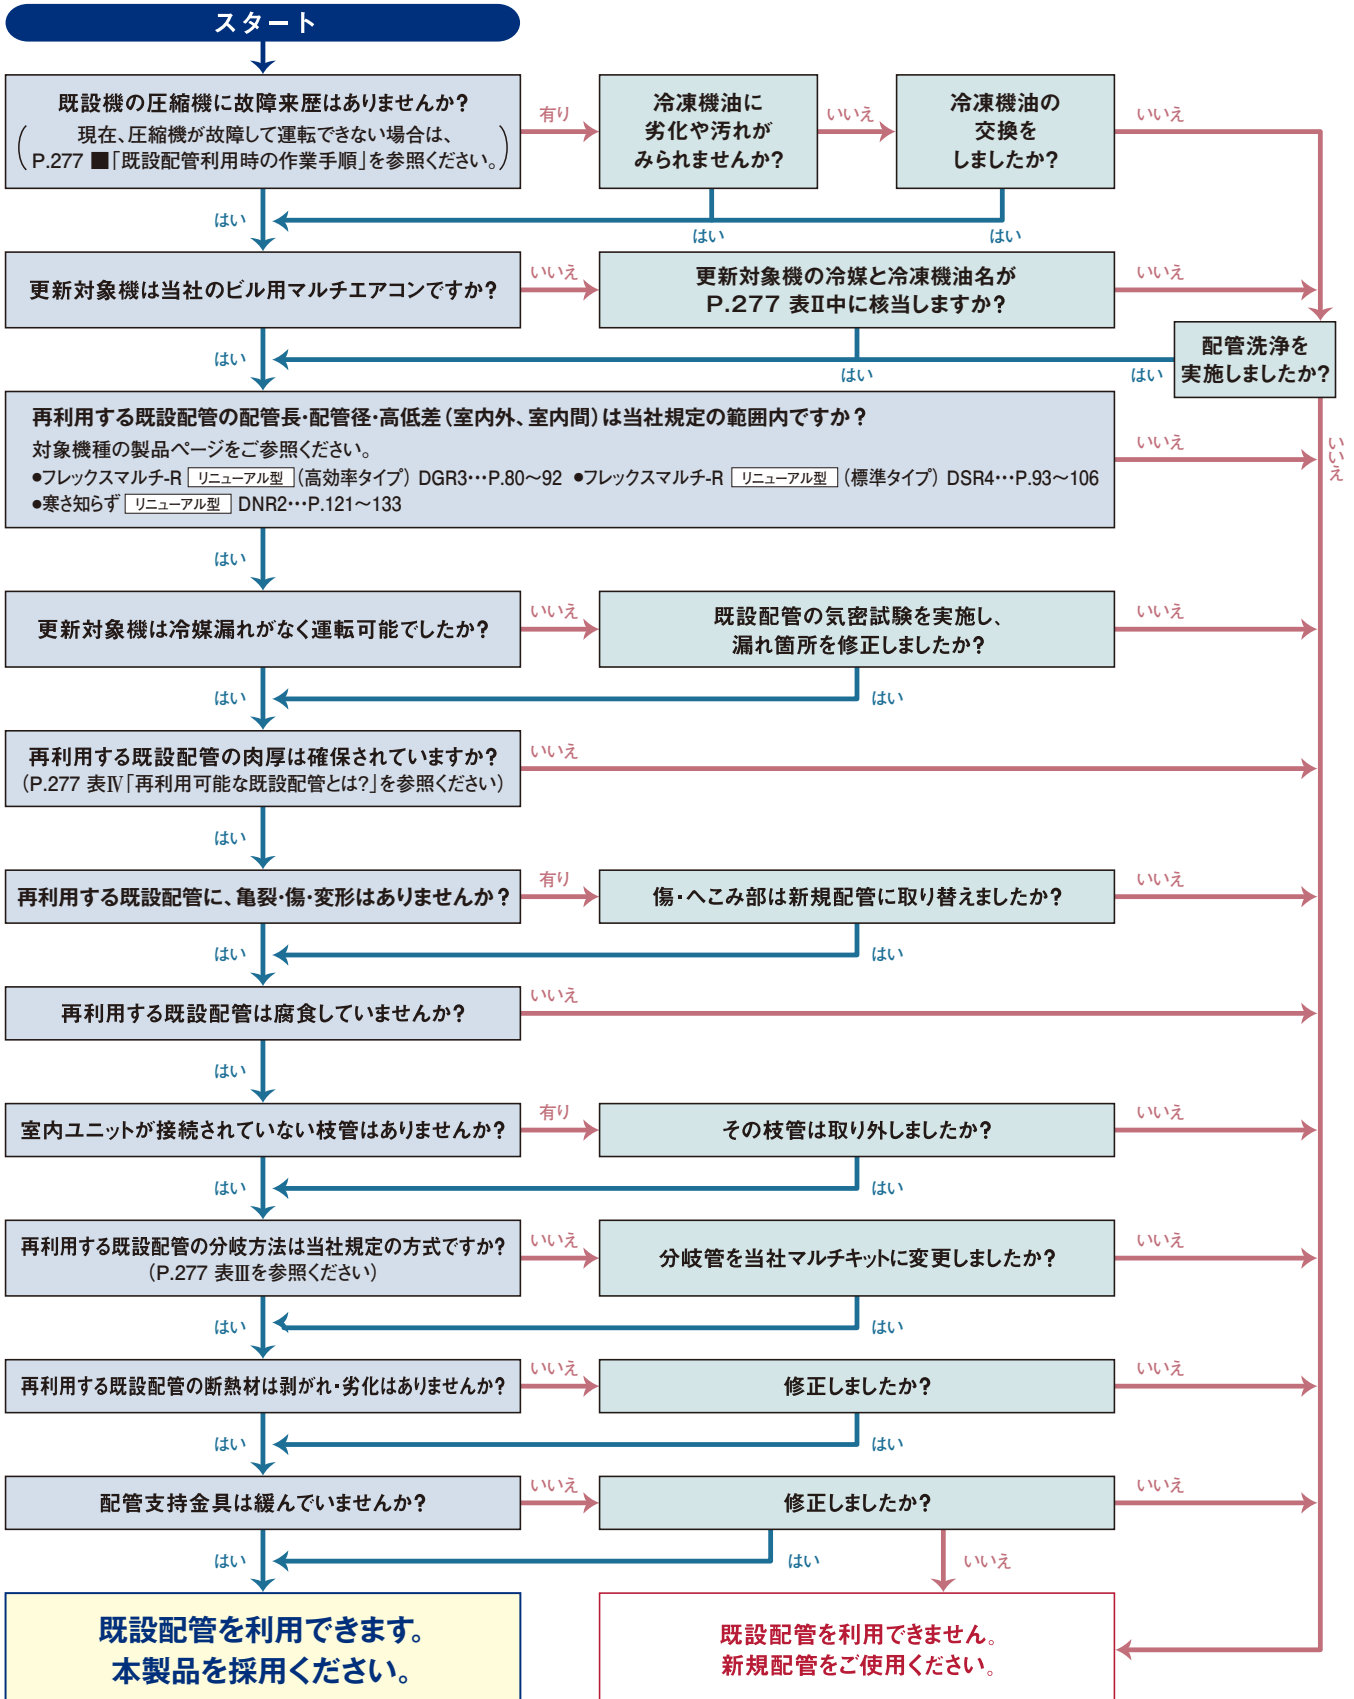 スタート
既設機の圧縮機に故障来歴はありませんか?
現在、圧縮機が故障して運転できない場合は、
P.277 ■「既設配管利用時の作業手順」を参照ください。
有り
冷凍機油に
劣化や汚れが
みられませんか?
いいえ
冷凍機油の
交換を
しましたか?
いいえ
はい
はい
はい
更新対象機は当社のビル用マルチエアコンですか?
いいえ
更新対象機の冷媒と冷凍機油名が
P.277 表Ⅱ中に核当しますか?
いいえ
配管洗浄を
実施しましたか?
はい
はい
はい
いいえ
再利用する既設配管の配管長・配管径・高低差(室内外、室内間)は当社規定の範囲内ですか?
対象機種の製品ページをご参照ください。
●フレックスマルチ-R リニューアル型 (高効率タイプ) DGR3…P.80〜92 ●フレックスマルチ-R リニューアル型 (標準タイプ) DSR4…P.93〜106
●寒さ知らず リニューアル型 DNR2…P.121〜133
いいえ
はい
更新対象機は冷媒漏れがなく運転可能でしたか?
いいえ
既設配管の気密試験を実施し、
漏れ箇所を修正しましたか?
いいえ
はい
はい
再利用する既設配管の肉厚は確保されていますか?
(P.277 表Ⅳ「再利用可能な既設配管とは?」を参照ください)
いいえ
はい
再利用する既設配管に、亀裂・傷・変形はありませんか?
有り
傷・へこみ部は新規配管に取り替えましたか?
いいえ
はい
はい
再利用する既設配管は腐食していませんか?
いいえ
はい
室内ユニットが接続されていない枝管はありませんか?
有り
その枝管は取り外しましたか?
いいえ
はい
はい
再利用する既設配管の分岐方法は当社規定の方式ですか?
(P.277 表Ⅲを参照ください)
いいえ
分岐管を当社マルチキットに変更しましたか?
いいえ
はい
はい
再利用する既設配管の断熱材は剥がれ・劣化はありませんか?
いいえ
修正しましたか?
いいえ
はい
はい
配管支持金具は緩んでいませんか?
いいえ
修正しましたか?
いいえ
はい
はい
いいえ
既設配管を利用できます。
本製品を採用ください。
既設配管を利用できません。
新規配管をご使用ください。